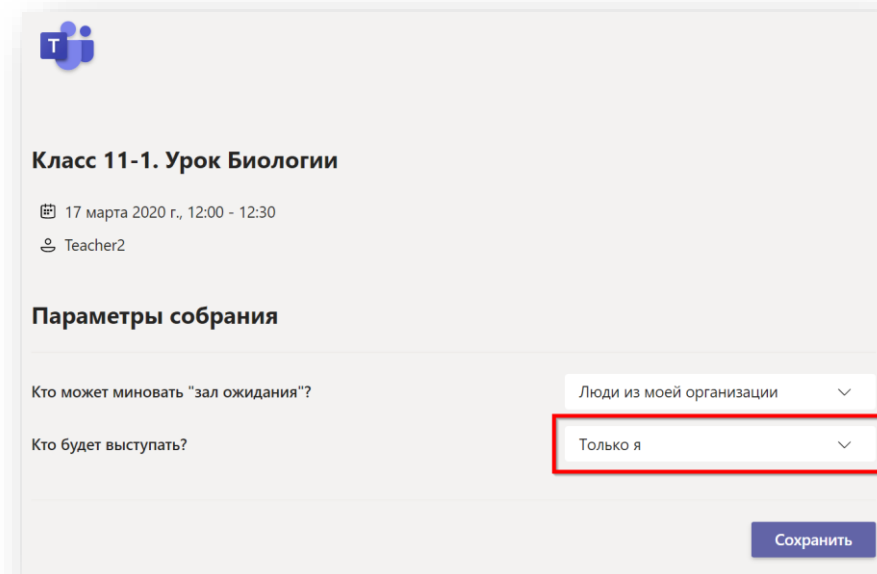 T
Класс 11-1. Урок Биологии
17 марта 2020 г., 12:00 - 12:30
Teacher2
Параметры собрания
Кто может миновать "зал ожидания"? Люди из моей организации
Кто будет выступать? Только я
Сохранить